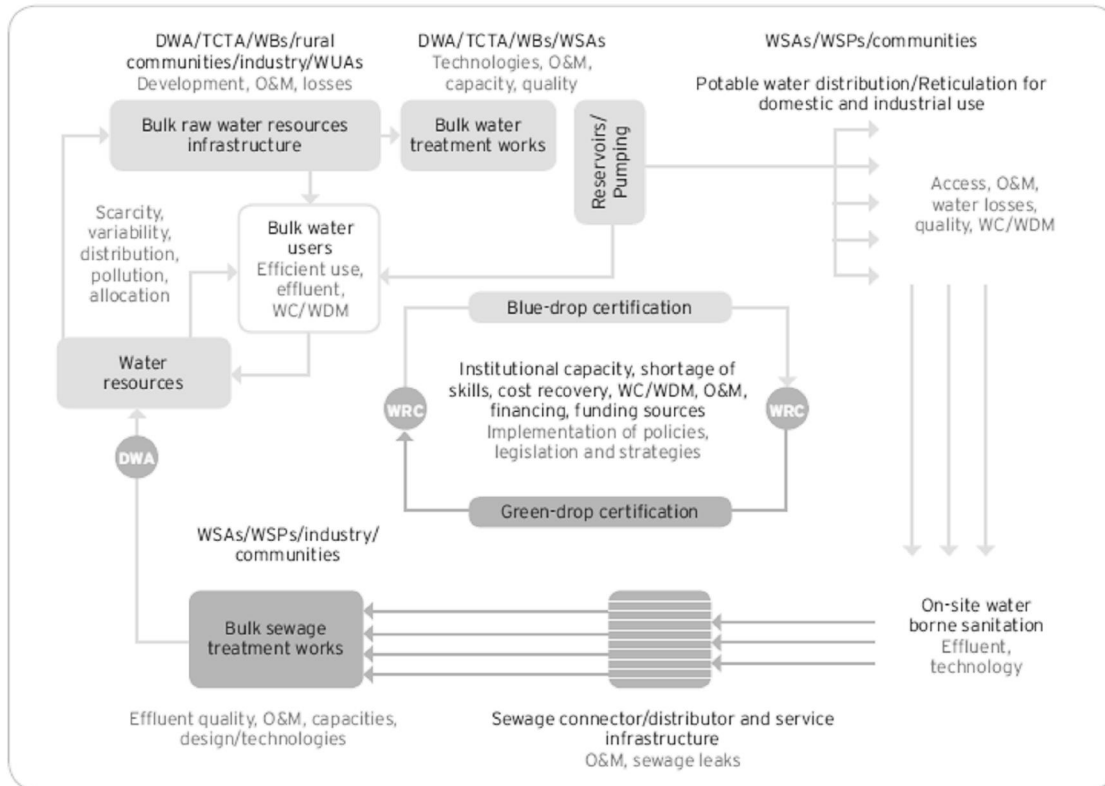 DWA/TCTA/WBs/rural
communities/industry/WUAs
Development, O&M, losses
DWA/TCTA/WBs/WSAs
Technologies, O&M,
capacity, quality
WSAs/WSPs/communities
Potable water distribution/Reticulation for
domestic and industrial use
Bulk raw water resources
infrastructure
Bulk water
treatment works
Reservoirs/
Pumping
Access, O&M,
water losses,
quality, WC/WDM
Scarcity,
variability,
distribution,
pollution,
allocation
Bulk water
users
Efficient use,
effluent,
WC/WDM
Water
resources
Blue-drop certification
Institutional capacity, shortage of
skills, cost recovery, WC/WDM, O&M,
financing, funding sources
Implementation of policies,
legislation and strategies
WRC
WRC
Green-drop certification
DWA
WSAs/WSPs/industry/
communities
Bulk sewage
treatment works
Effluent quality, O&M, capacities,
design/technologies
Sewage connector/distributor and service
infrastructure
O&M, sewage leaks
On-site water
borne sanitation
Effluent,
technology